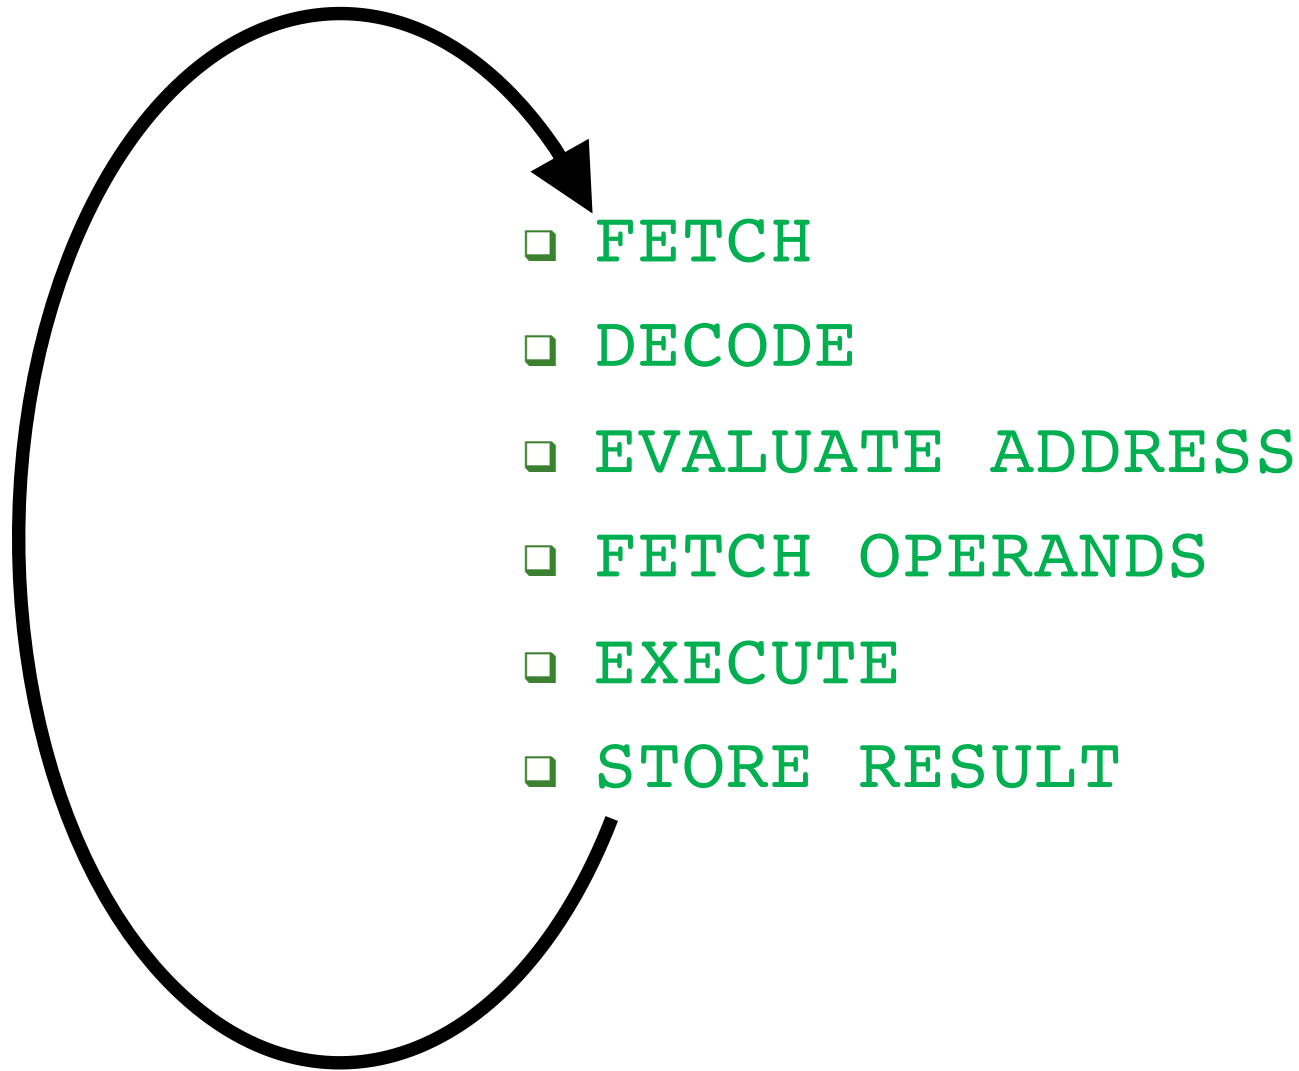 ❑ FETCH
❑ DECODE
❑ EVALUATE ADDRESS
❑ FETCH OPERANDS
❑ EXECUTE
❑ STORE RESULT